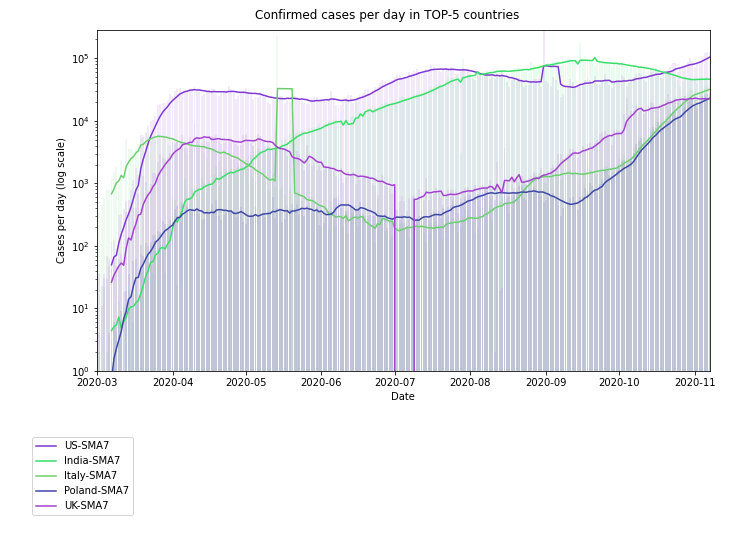 Confirmed cases per day in TOP-5 countries
Cases per day (log scale)
10⁵
10⁴
10³
10²
10¹
10⁰
2020-03 2020-04 2020-05 2020-06 2020-07 2020-08 2020-09 2020-10 2020-11
Date
US-SMA7
India-SMA7
Italy-SMA7
Poland-SMA7
UK-SMA7